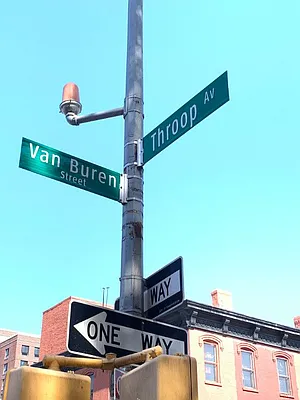 Van Buren
Street
Throop Av
WAY
ONE WAY